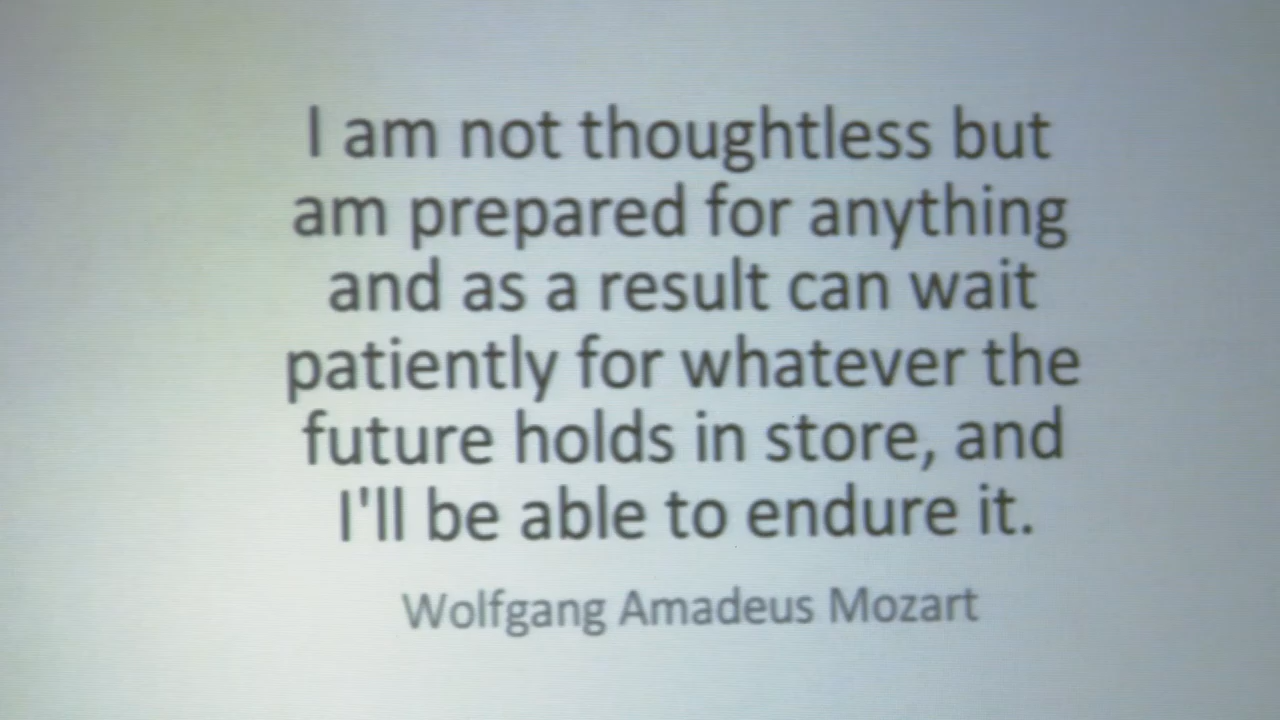 I am not thoughtless but
am prepared for anything
and as a result can wait
patiently for whatever the
future holds in store, and
I'll be able to endure it.
Wolfgang Amadeus Mozart